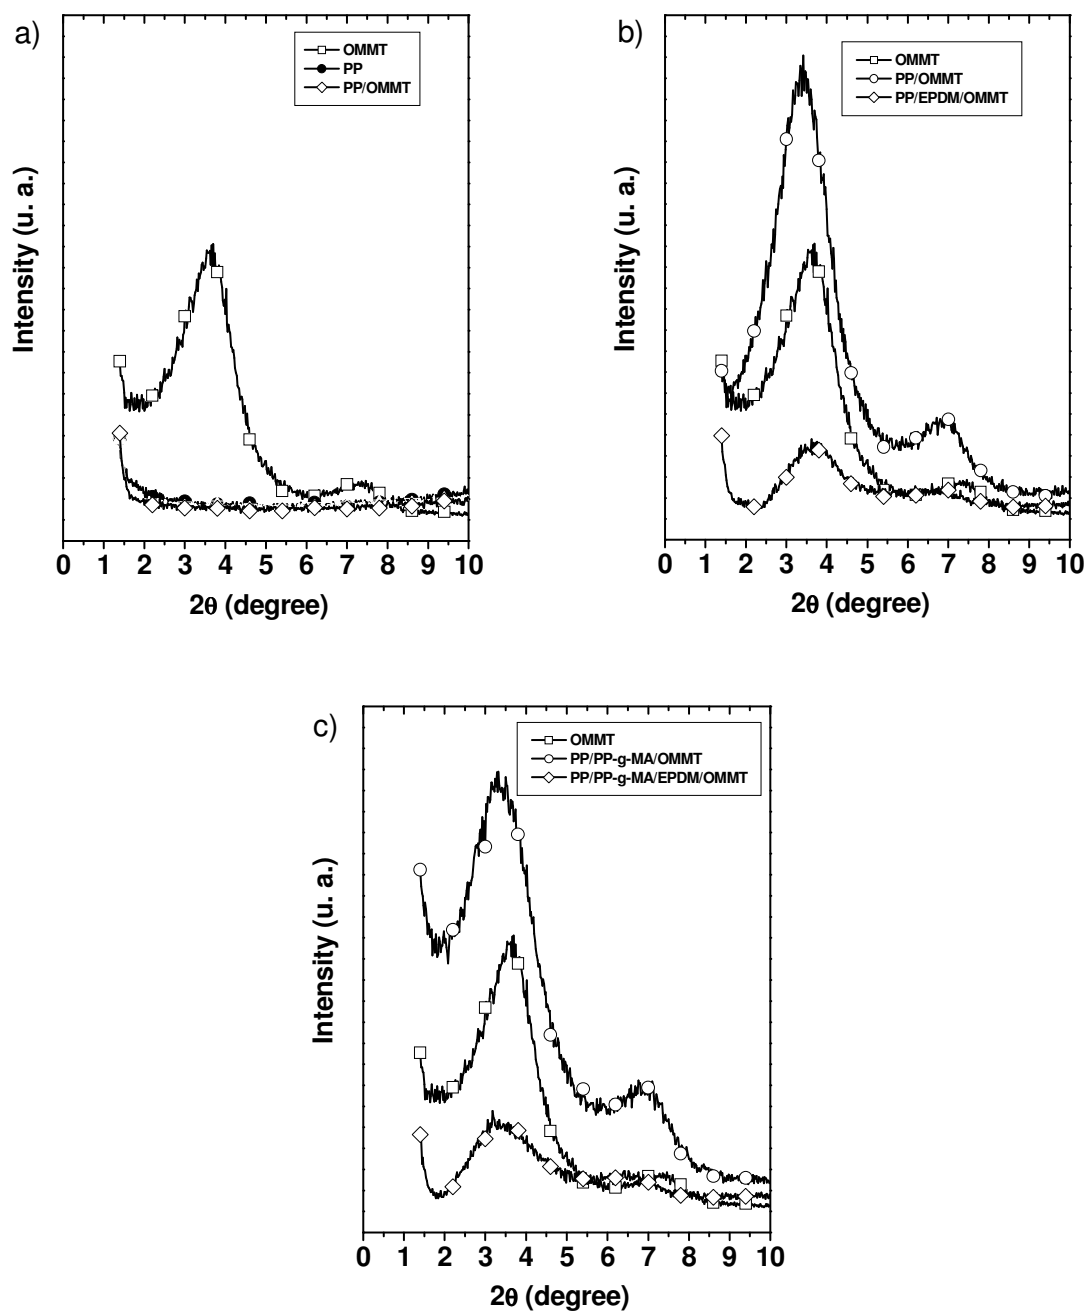 a)
OMMT
PP
PP/OMMT
Intensity (u. a.)
0 1 2 3 4 5 6 7 8 9 10
2θ (degree)
b)
OMMT
PP/OMMT
PP/EPDM/OMMT
Intensity (u. a.)
0 1 2 3 4 5 6 7 8 9 10
2θ (degree)
c)
OMMT
PP/PP-g-MA/OMMT
PP/PP-g-MA/EPDM/OMMT
Intensity (u. a.)
0 1 2 3 4 5 6 7 8 9 10
2θ (degree)